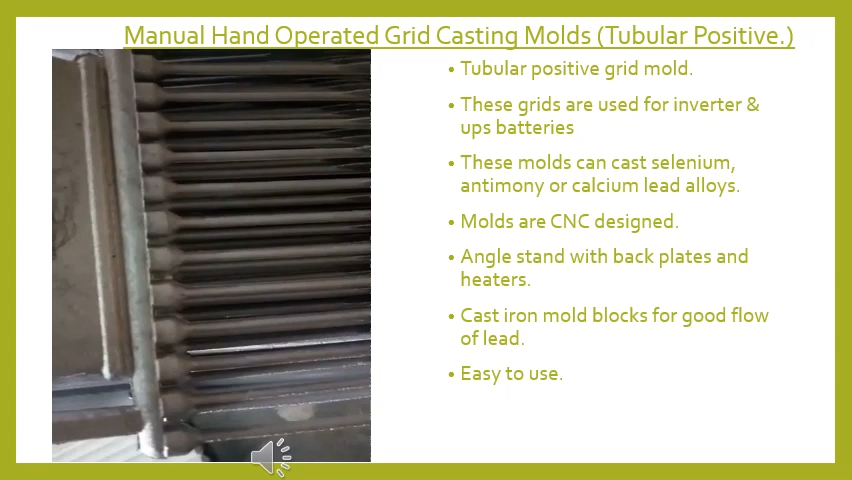 Manual Hand Operated Grid Casting Molds (Tubular Positive.)
• Tubular positive grid mold.
• These grids are used for inverter &
ups batteries
• These molds can cast selenium,
antimony or calcium lead alloys.
• Molds are CNC designed.
• Angle stand with back plates and
heaters.
• Cast iron mold blocks for good flow
of lead.
• Easy to use.